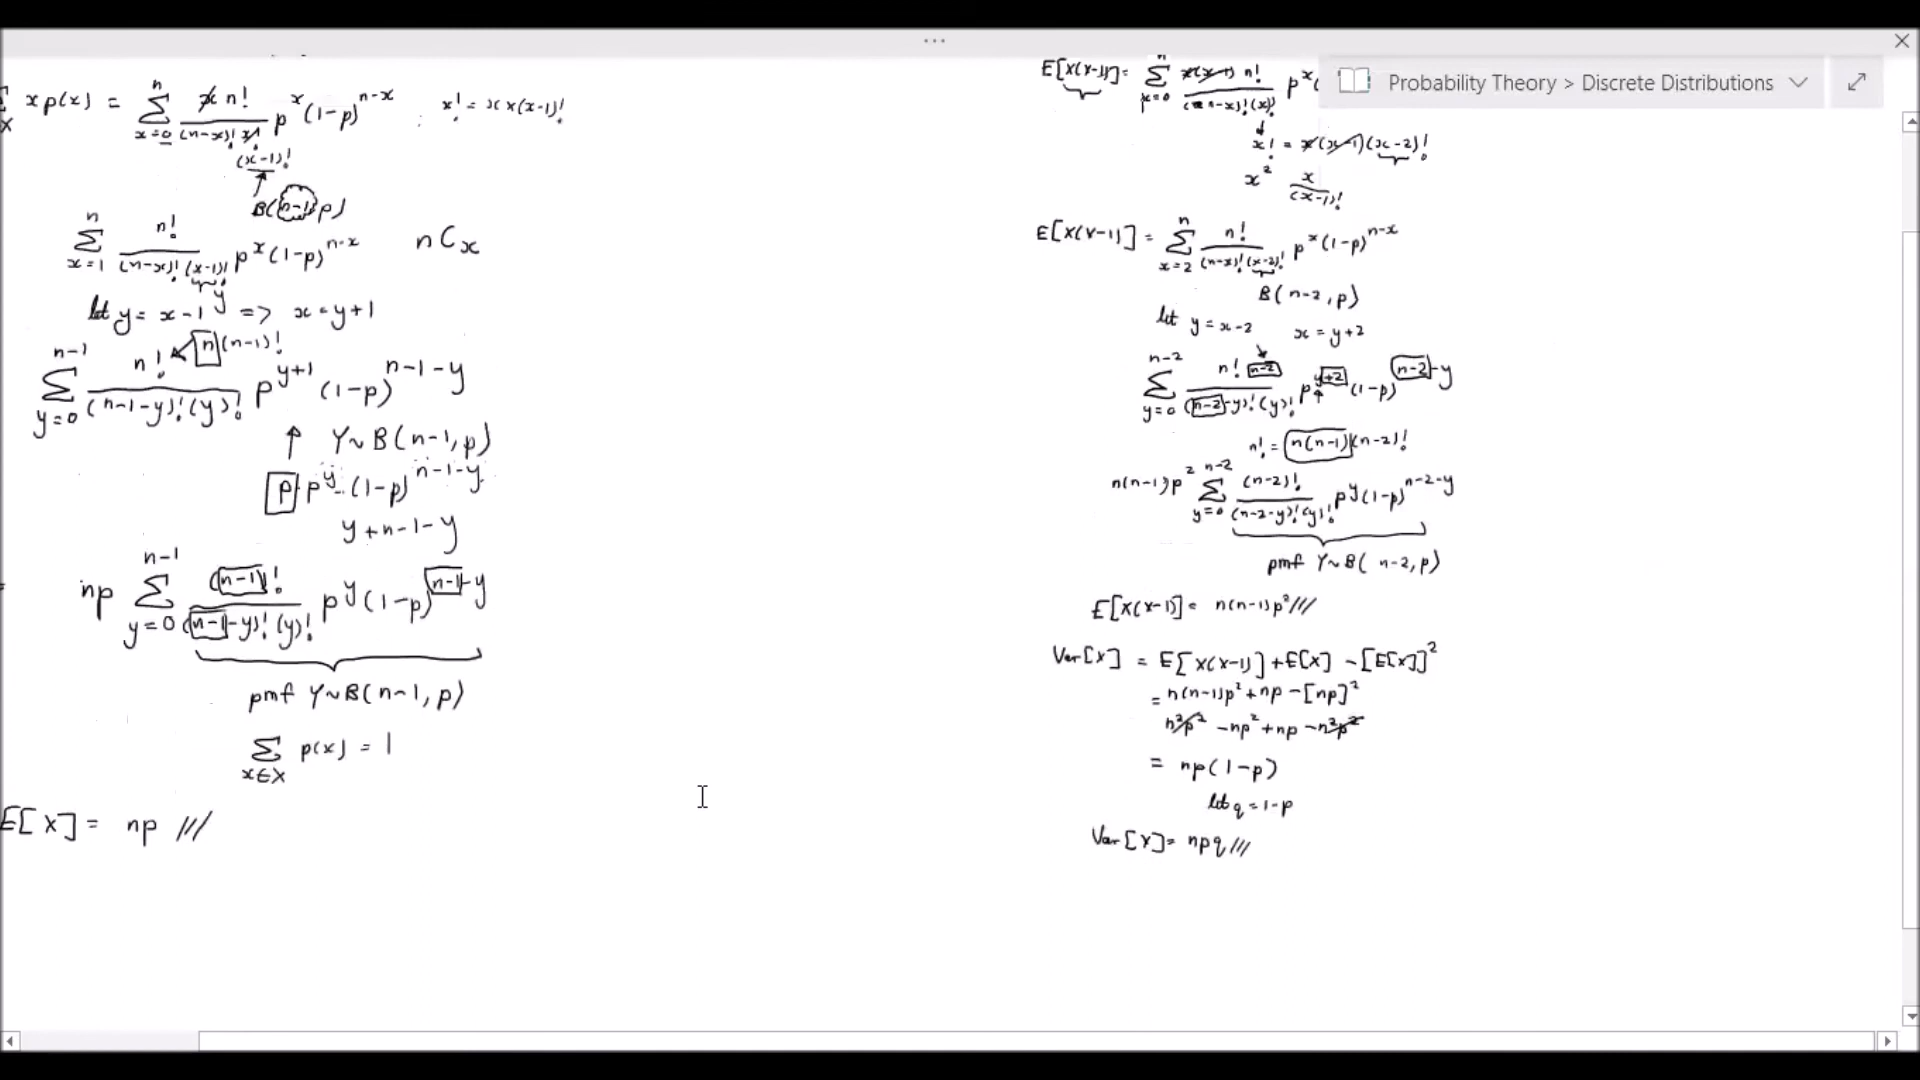 Probability Theory > Discrete Distributions
x p(x) = Σ_{x=0}^{n} x n! / (n-x)! x! p^x (1-p)^{n-x} : x! = x × (x-1)!
(x-1)!
B(n-1, p)
Σ_{x=1}^{n} n! / (n-x)! (x-1)! p^x (1-p)^{n-x} nCx
y
let y = x-1 => x = y+1
n(n-1)!
Σ_{y=0}^{n-1} n! / (n-1-y)! (y)! p^{y+1} (1-p)^{n-1-y}
Y~B(n-1, p)
p p^y (1-p)^{n-1-y}
y+n-1-y
np Σ_{y=0}^{n-1} (n-1)! / (n-1-y)! (y)! p^y (1-p)^{n-1-y}
pmf Y~B(n-1, p)
Σ_{x∈X} p(x) = 1
E[X] = np ///
E[X(X-1)] = Σ_{x=0}^{n} x(x-1) n! / (n-x)! (x)! p^x (
x! = x(x-1)(x-2)!
x^2 x / (x-1)!
E[X(X-1)] = Σ_{x=2}^{n} n! / (n-x)! (x-2)! p^x (1-p)^{n-x}
B(n-2, p)
let y = x-2 x = y+2
Σ_{y=0}^{n-2} n! n-2 / (n-2-y)! (y)! p^{y+2} (1-p)^{n-2-y}
n! = n(n-1)(n-2)!
n(n-1)p^2 Σ_{y=0}^{n-2} (n-2)! / (n-2-y)! (y)! p^y (1-p)^{n-2-y}
pmf Y~B(n-2, p)
E[X(X-1)] = n(n-1)p^2 ///
Var[X] = E[X(X-1)] + E[X] - [E[X]]^2
= n(n-1)p^2 + np - [np]^2
n^2p^2 - np^2 + np - n^2p^2
= np(1-p)
let q = 1-p
Var[X] = npq ///